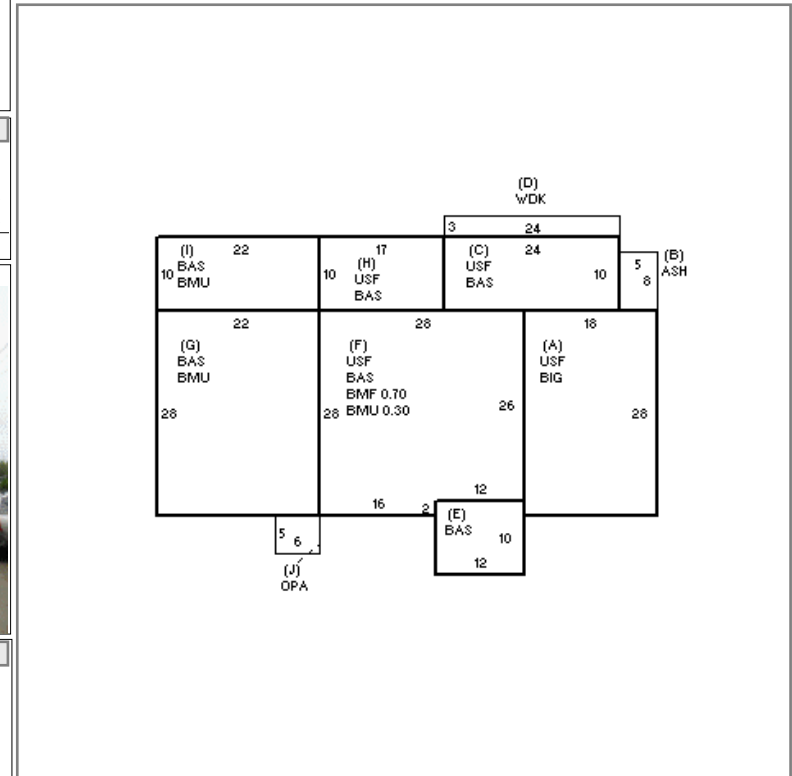 (D)
WDK
3 24
(I) 22
BAS
10 BMU
17
(H)
10 USF
BAS
(C) 24
USF
BAS 10
(B)
ASH
5
8
22
(G)
BAS
BMU
28
28
(F)
USF
BAS
BMF 0.70
28 BMU 0.30
26
16 2
12
18
(A)
USF
BIG
28
(E)
BAS 10
12
5 6
(J)
OPA